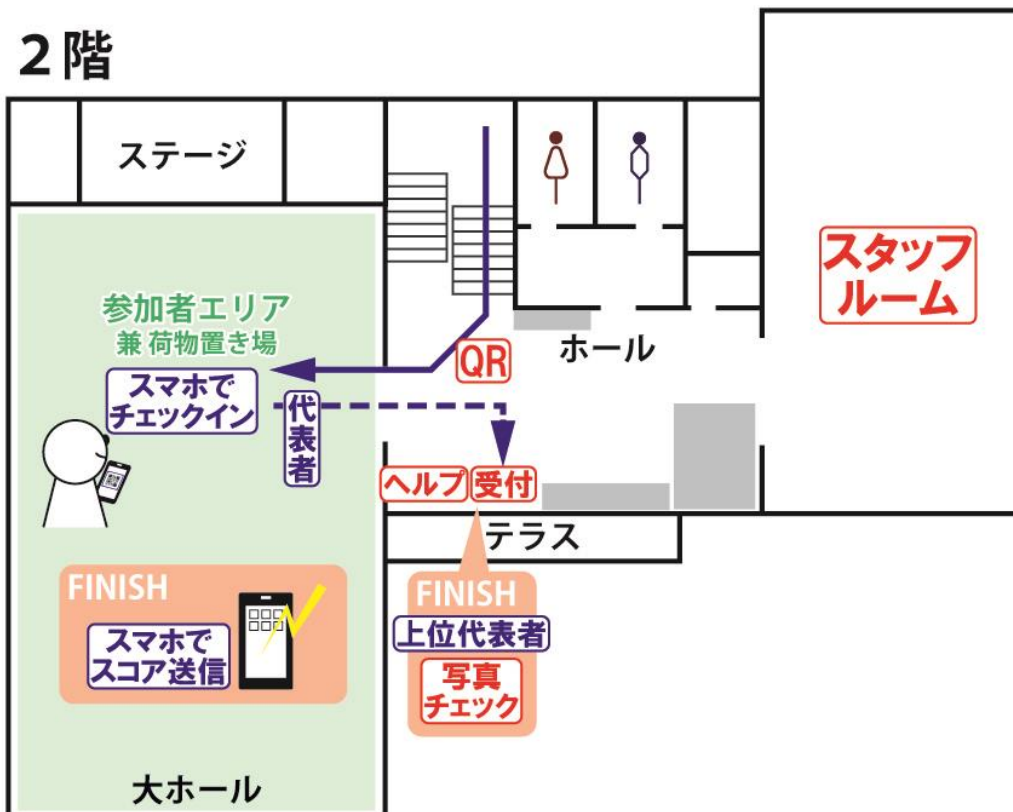 2階
ステージ
スタッフ
ルーム
参加者エリア
兼 荷物置き場
ホール
QR
スマホで
チェックイン
代表者
ヘルプ
受付
テラス
FINISH
スマホで
スコア送信
FINISH
上位代表者
写真
チェック
大ホール